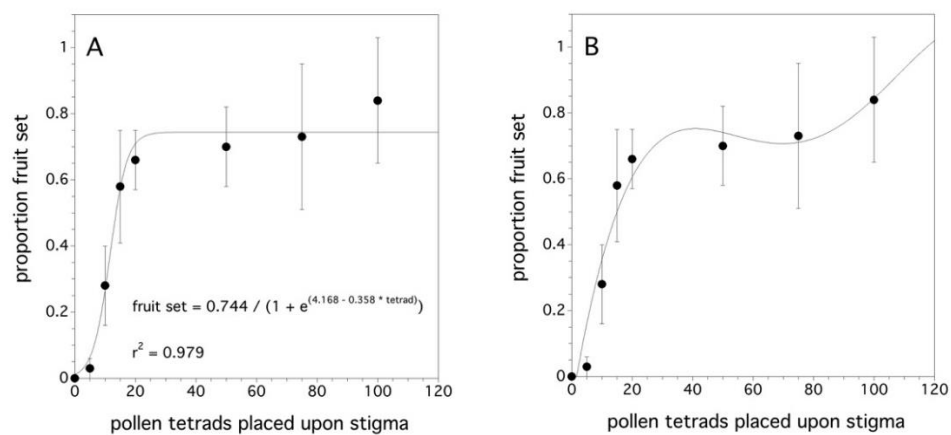 A
proportion fruit set
1
0.8
0.6
0.4
0.2
0
fruit set = 0.744 / (1 + e^(4.168 - 0.358 * tetrad))
r² = 0.979
0 20 40 60 80 100 120
pollen tetrads placed upon stigma
B
proportion fruit set
1
0.8
0.6
0.4
0.2
0
0 20 40 60 80 100 120
pollen tetrads placed upon stigma